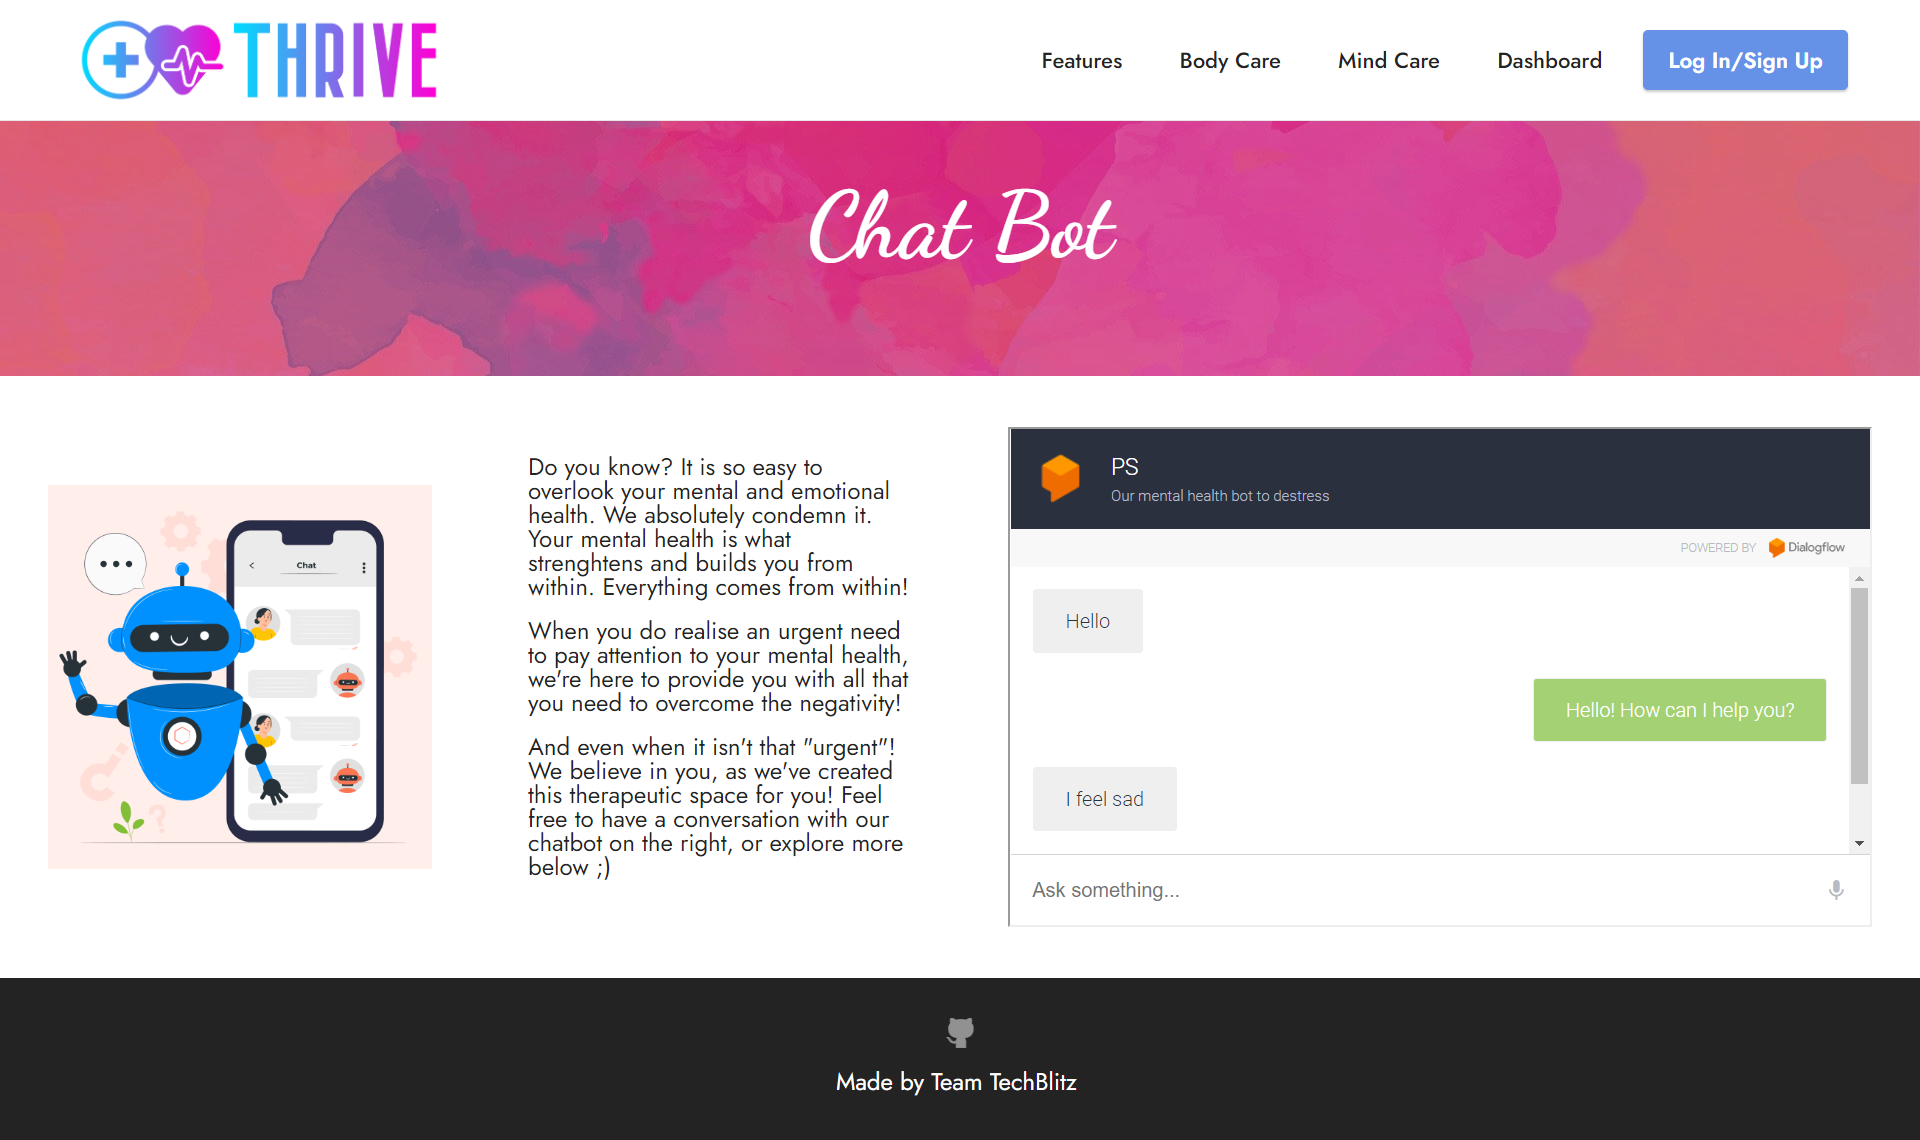 THRIVE
Features
Body Care
Mind Care
Dashboard
Log In/Sign Up
Chat Bot
Chat
Do you know? It is so easy to
overlook your mental and emotional
health. We absolutely condemn it.
Your mental health is what
strenghtens and builds you from
within. Everything comes from within!
When you do realise an urgent need
to pay attention to your mental health,
we're here to provide you with all that
you need to overcome the negativity!
And even when it isn't that "urgent"!
We believe in you, as we've created
this therapeutic space for you! Feel
free to have a conversation with our
chatbot on the right, or explore more
below ;)
PS
Our mental health bot to destress
POWERED BY Dialogflow
Hello
Hello! How can I help you?
I feel sad
Ask something...
Made by Team TechBlitz